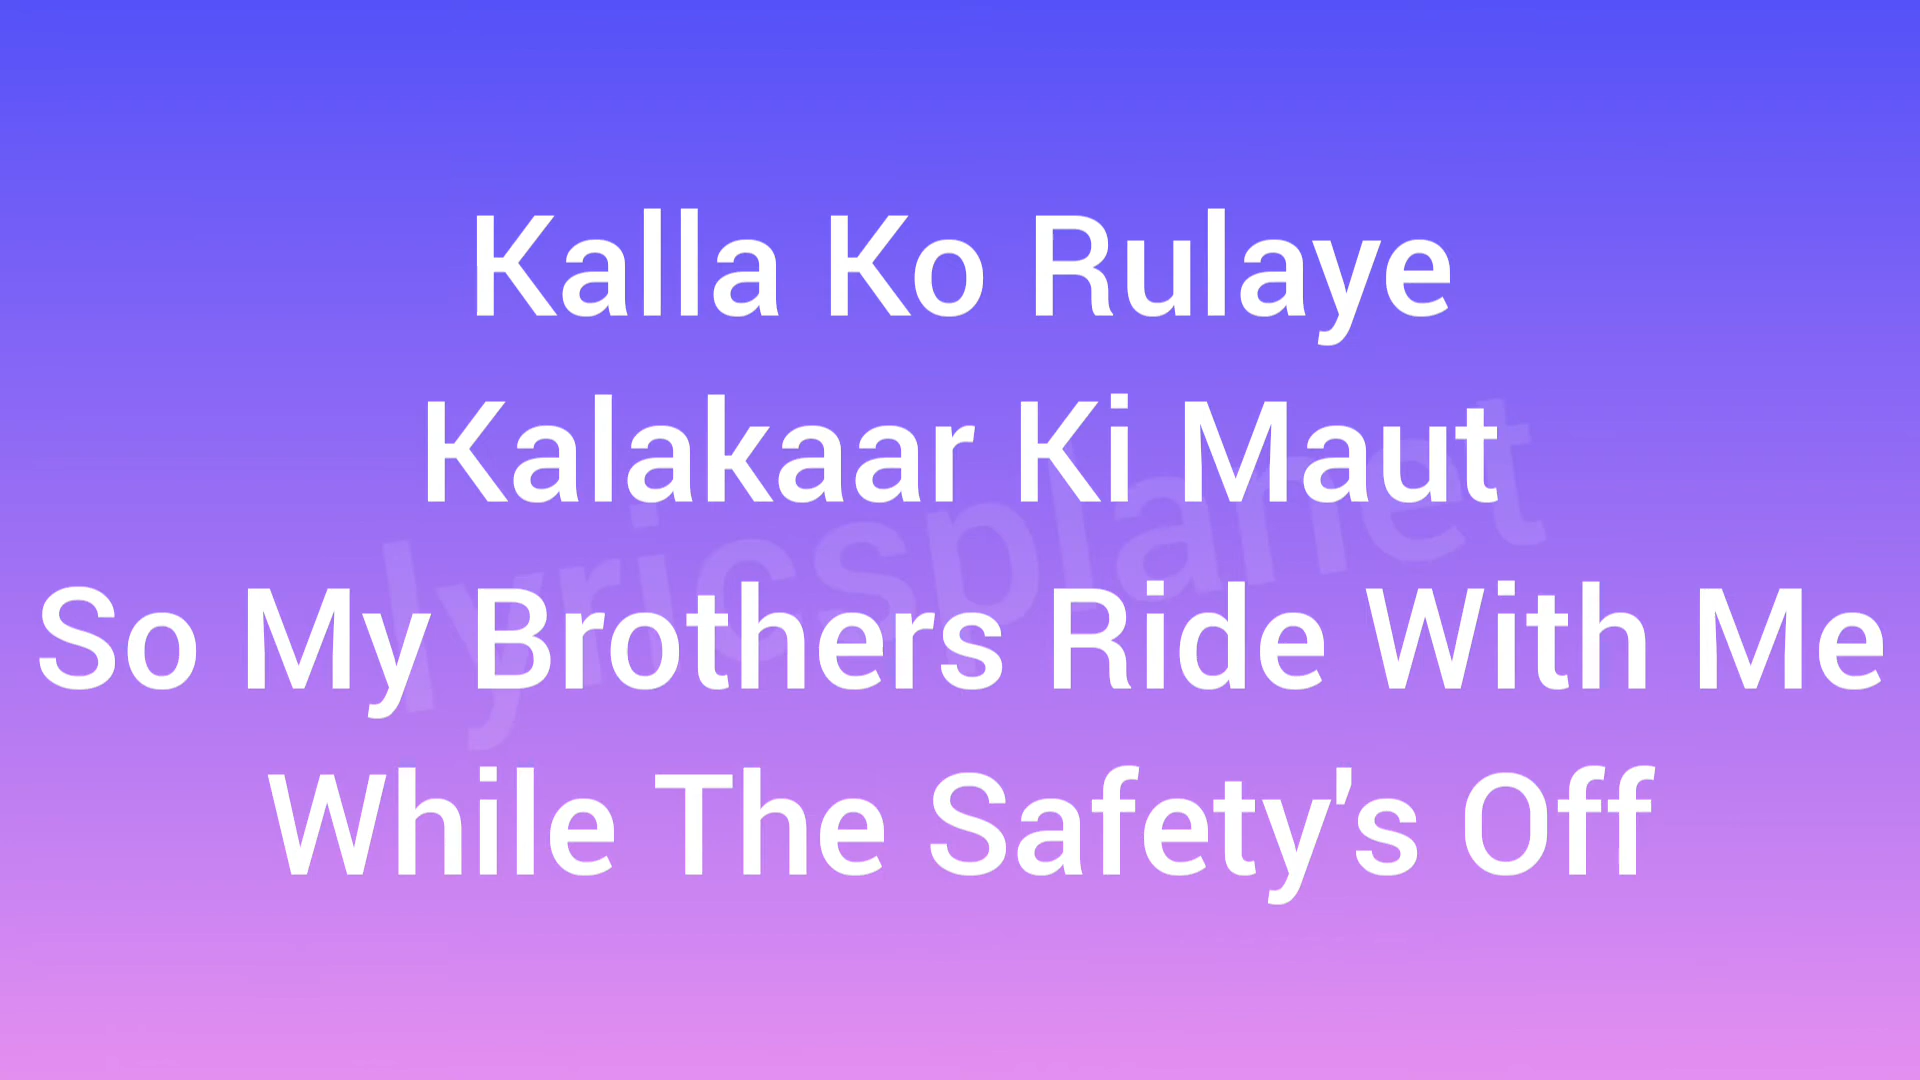 Kalla Ko Rulaye
Kalakaar Ki Maut
lyricsplanet
So My Brothers Ride With Me
While The Safety's Off